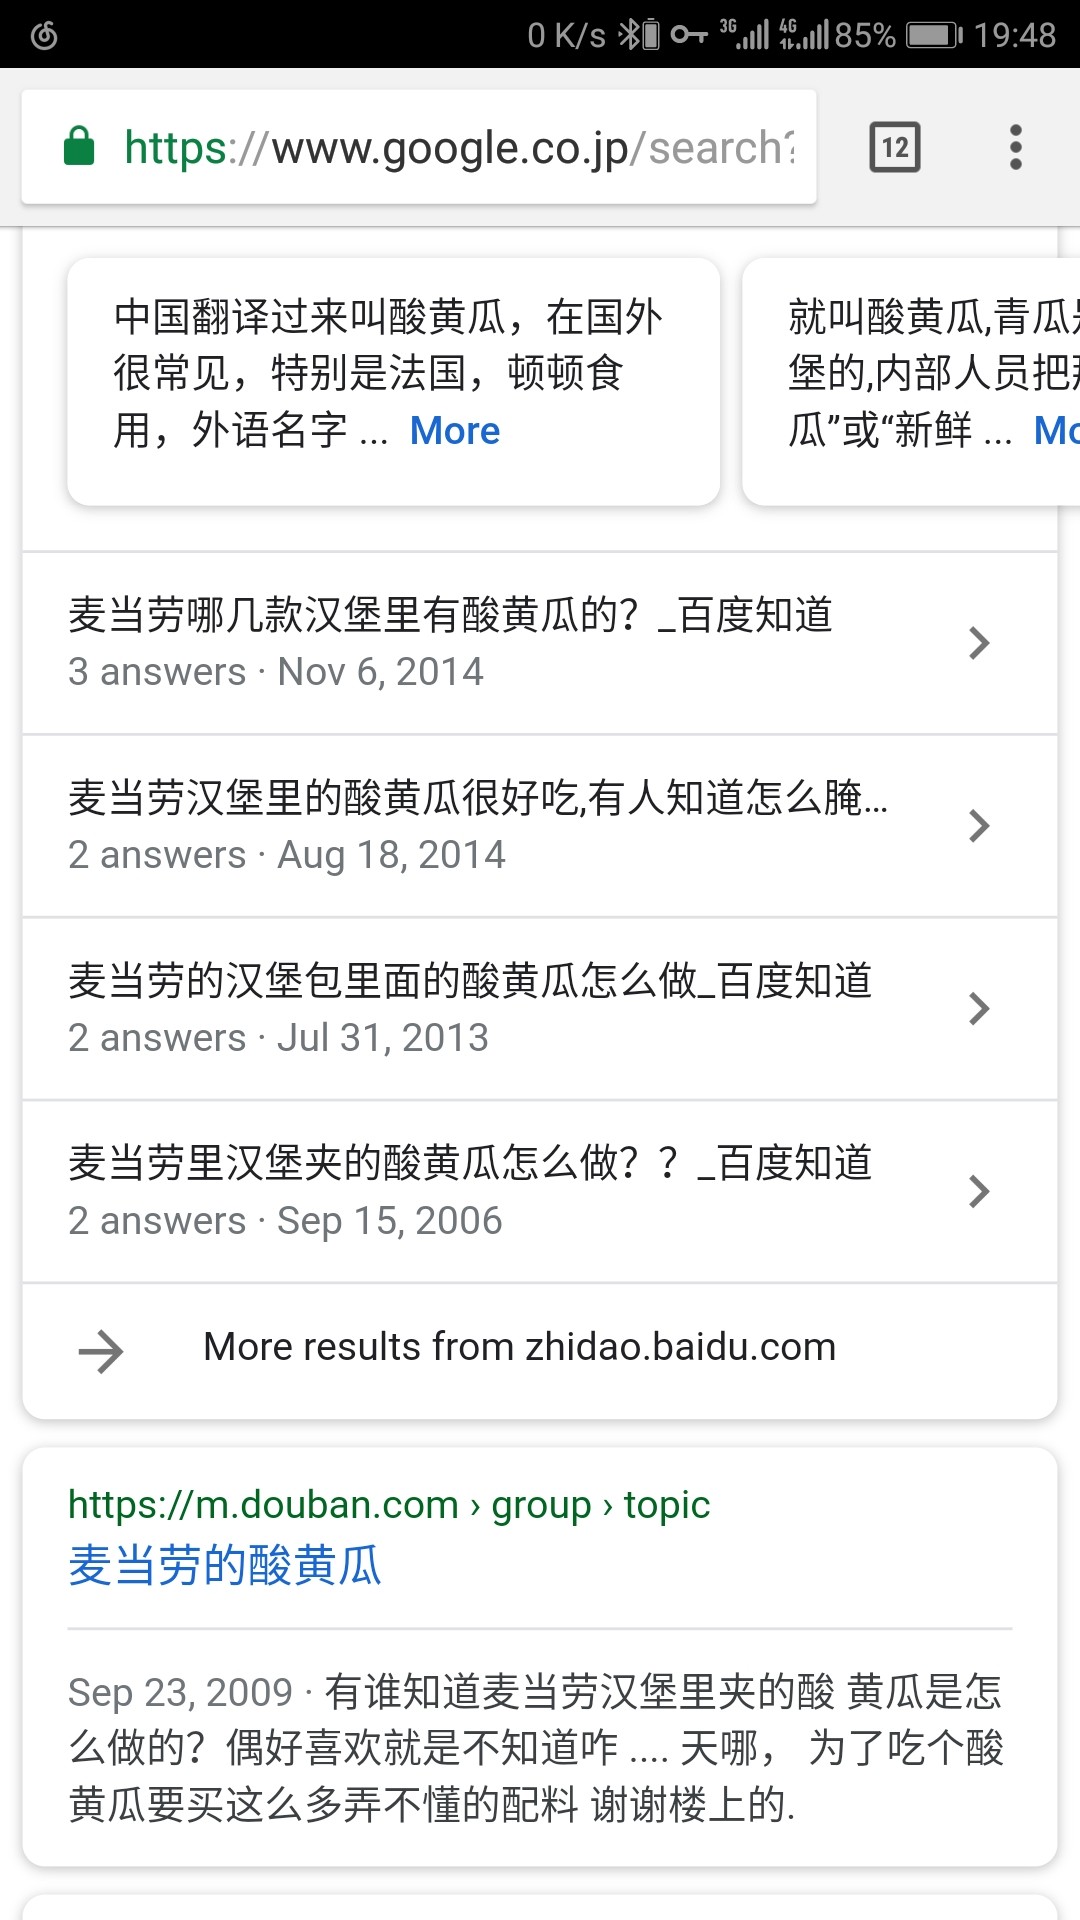 0 K/s 3G 4G 85% 19:48
https://www.google.co.jp/search?
12
中国翻译过来叫酸黄瓜，在国外
很常见，特别是法国，顿顿食
用，外语名字 ... More
就叫酸黄瓜,青瓜
堡的,内部人员把
瓜”或“新鲜 ...
麦当劳哪几款汉堡里有酸黄瓜的？_百度知道
3 answers · Nov 6, 2014
麦当劳汉堡里的酸黄瓜很好吃,有人知道怎么腌...
2 answers · Aug 18, 2014
麦当劳的汉堡包里面的酸黄瓜怎么做_百度知道
2 answers · Jul 31, 2013
麦当劳里汉堡夹的酸黄瓜怎么做？？_百度知道
2 answers · Sep 15, 2006
More results from zhidao.baidu.com
https://m.douban.com › group › topic
麦当劳的酸黄瓜
Sep 23, 2009 · 有谁知道麦当劳汉堡里夹的酸 黄瓜是怎
么做的？偶好喜欢就是不知道咋 .... 天哪， 为了吃个酸
黄瓜要买这么多弄不懂的配料 谢谢楼上的.